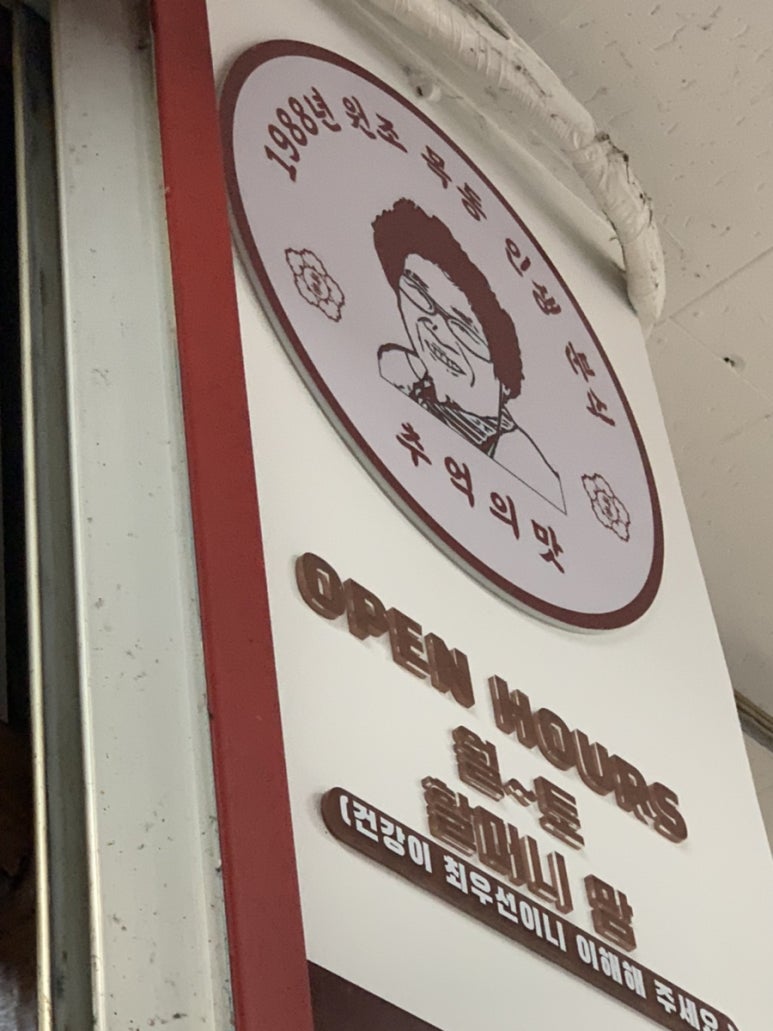 1988년 원조 목동 인생 분식
추억의맛
OPEN HOURS
월~토
할머니 맘
(건강이 최우선이니 이해해 주세요)